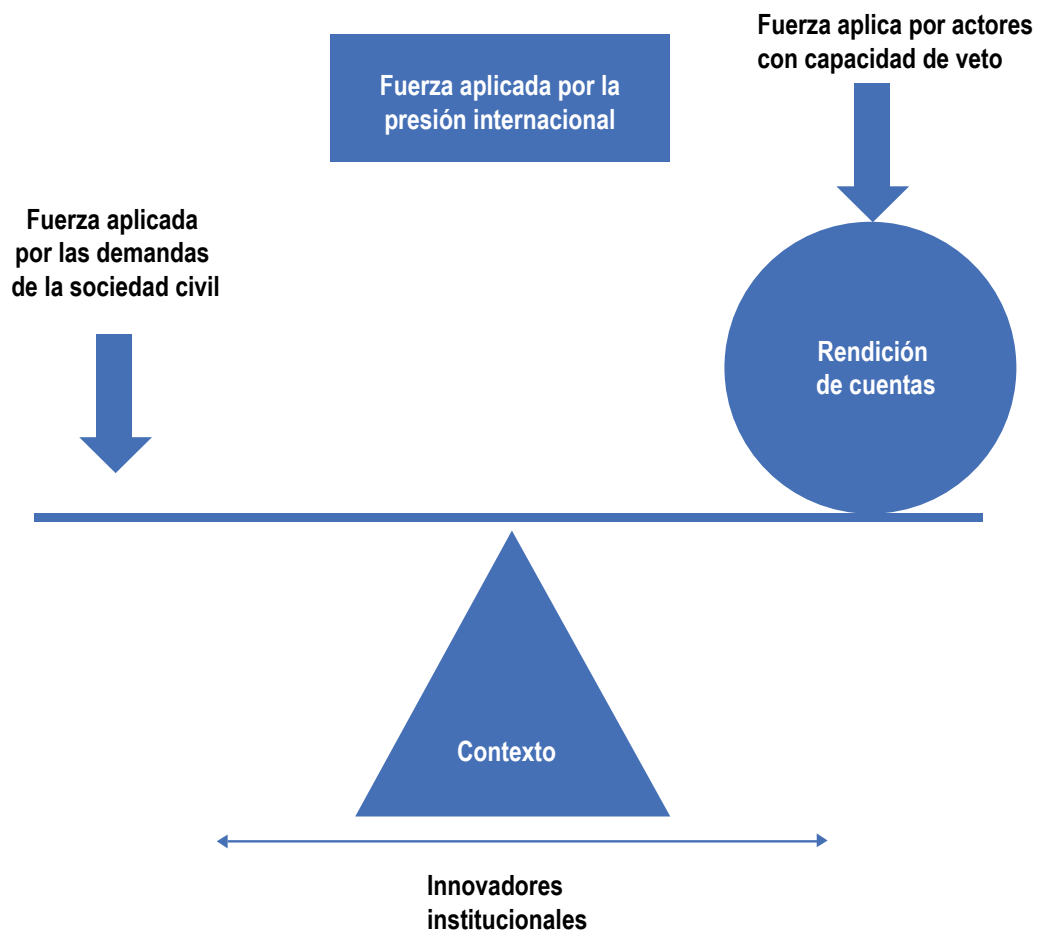 Fuerza aplica por actores
con capacidad de veto
Fuerza aplicada por la
presión internacional
Fuerza aplicada
por las demandas
de la sociedad civil
Rendición
de cuentas
Contexto
Innovadores
institucionales